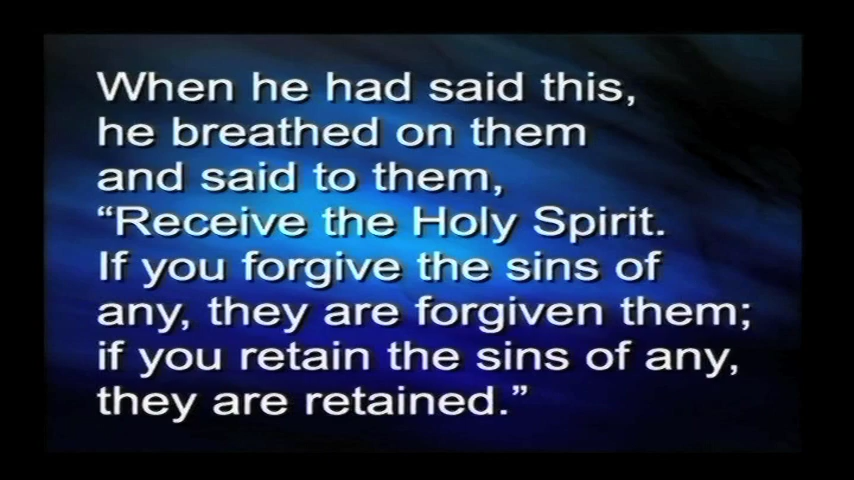 When he had said this,
he breathed on them
and said to them,
“Receive the Holy Spirit.
If you forgive the sins of
any, they are forgiven them;
if you retain the sins of any,
they are retained.”